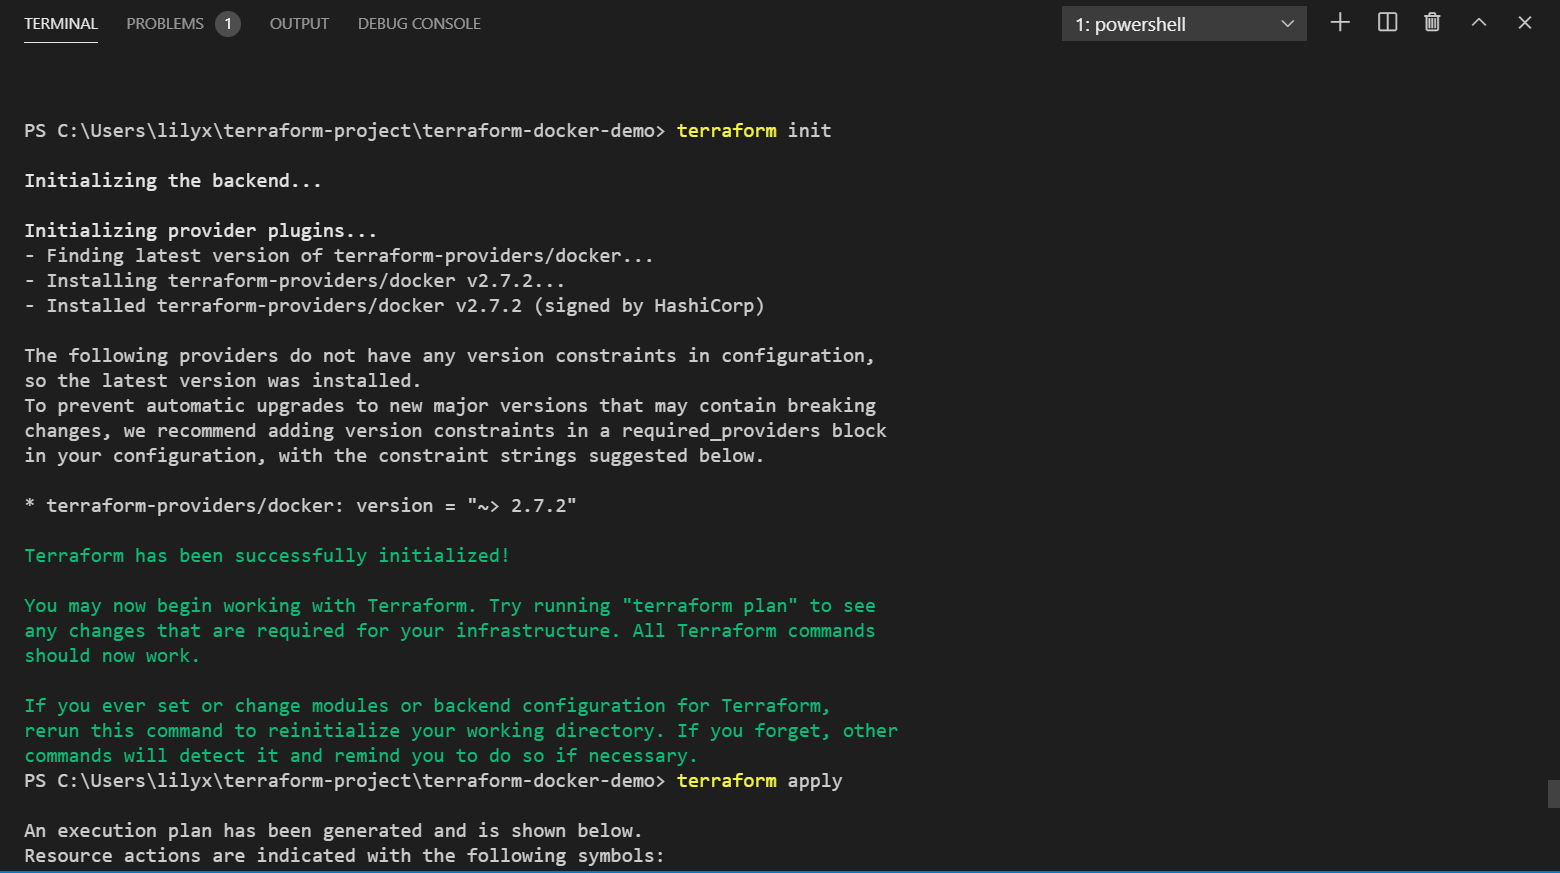 TERMINAL PROBLEMS 1 OUTPUT DEBUG CONSOLE 1: powershell
PS C:\Users\lilyx\terraform-project\terraform-docker-demo> terraform init
Initializing the backend...
Initializing provider plugins...
- Finding latest version of terraform-providers/docker...
- Installing terraform-providers/docker v2.7.2...
- Installed terraform-providers/docker v2.7.2 (signed by HashiCorp)
The following providers do not have any version constraints in configuration,
so the latest version was installed.
To prevent automatic upgrades to new major versions that may contain breaking
changes, we recommend adding version constraints in a required_providers block
in your configuration, with the constraint strings suggested below.
* terraform-providers/docker: version = "~> 2.7.2"
Terraform has been successfully initialized!
You may now begin working with Terraform. Try running "terraform plan" to see
any changes that are required for your infrastructure. All Terraform commands
should now work.
If you ever set or change modules or backend configuration for Terraform,
rerun this command to reinitialize your working directory. If you forget, other
commands will detect it and remind you to do so if necessary.
PS C:\Users\lilyx\terraform-project\terraform-docker-demo> terraform apply
An execution plan has been generated and is shown below.
Resource actions are indicated with the following symbols: